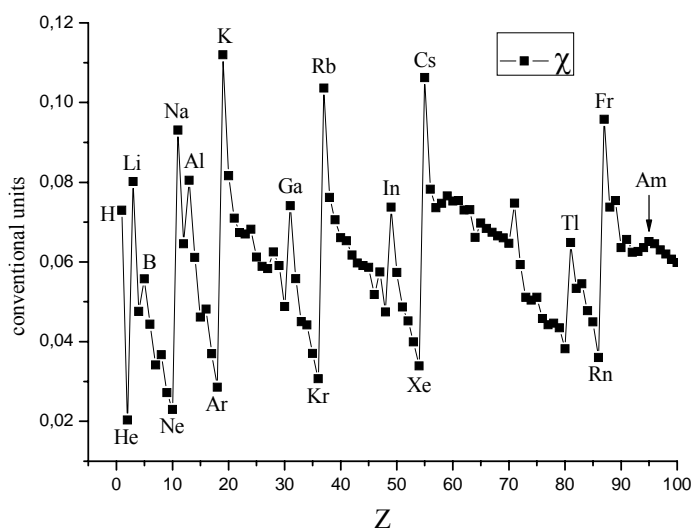 0,12
0,10
0,08
0,06
0,04
0,02
conventional units
0 10 20 30 40 50 60 70 80 90 100
Z
χ
H
He
Li
B
Ne
Na
Al
Ar
K
Ga
Kr
Rb
In
Xe
Cs
Tl
Rn
Fr
Am